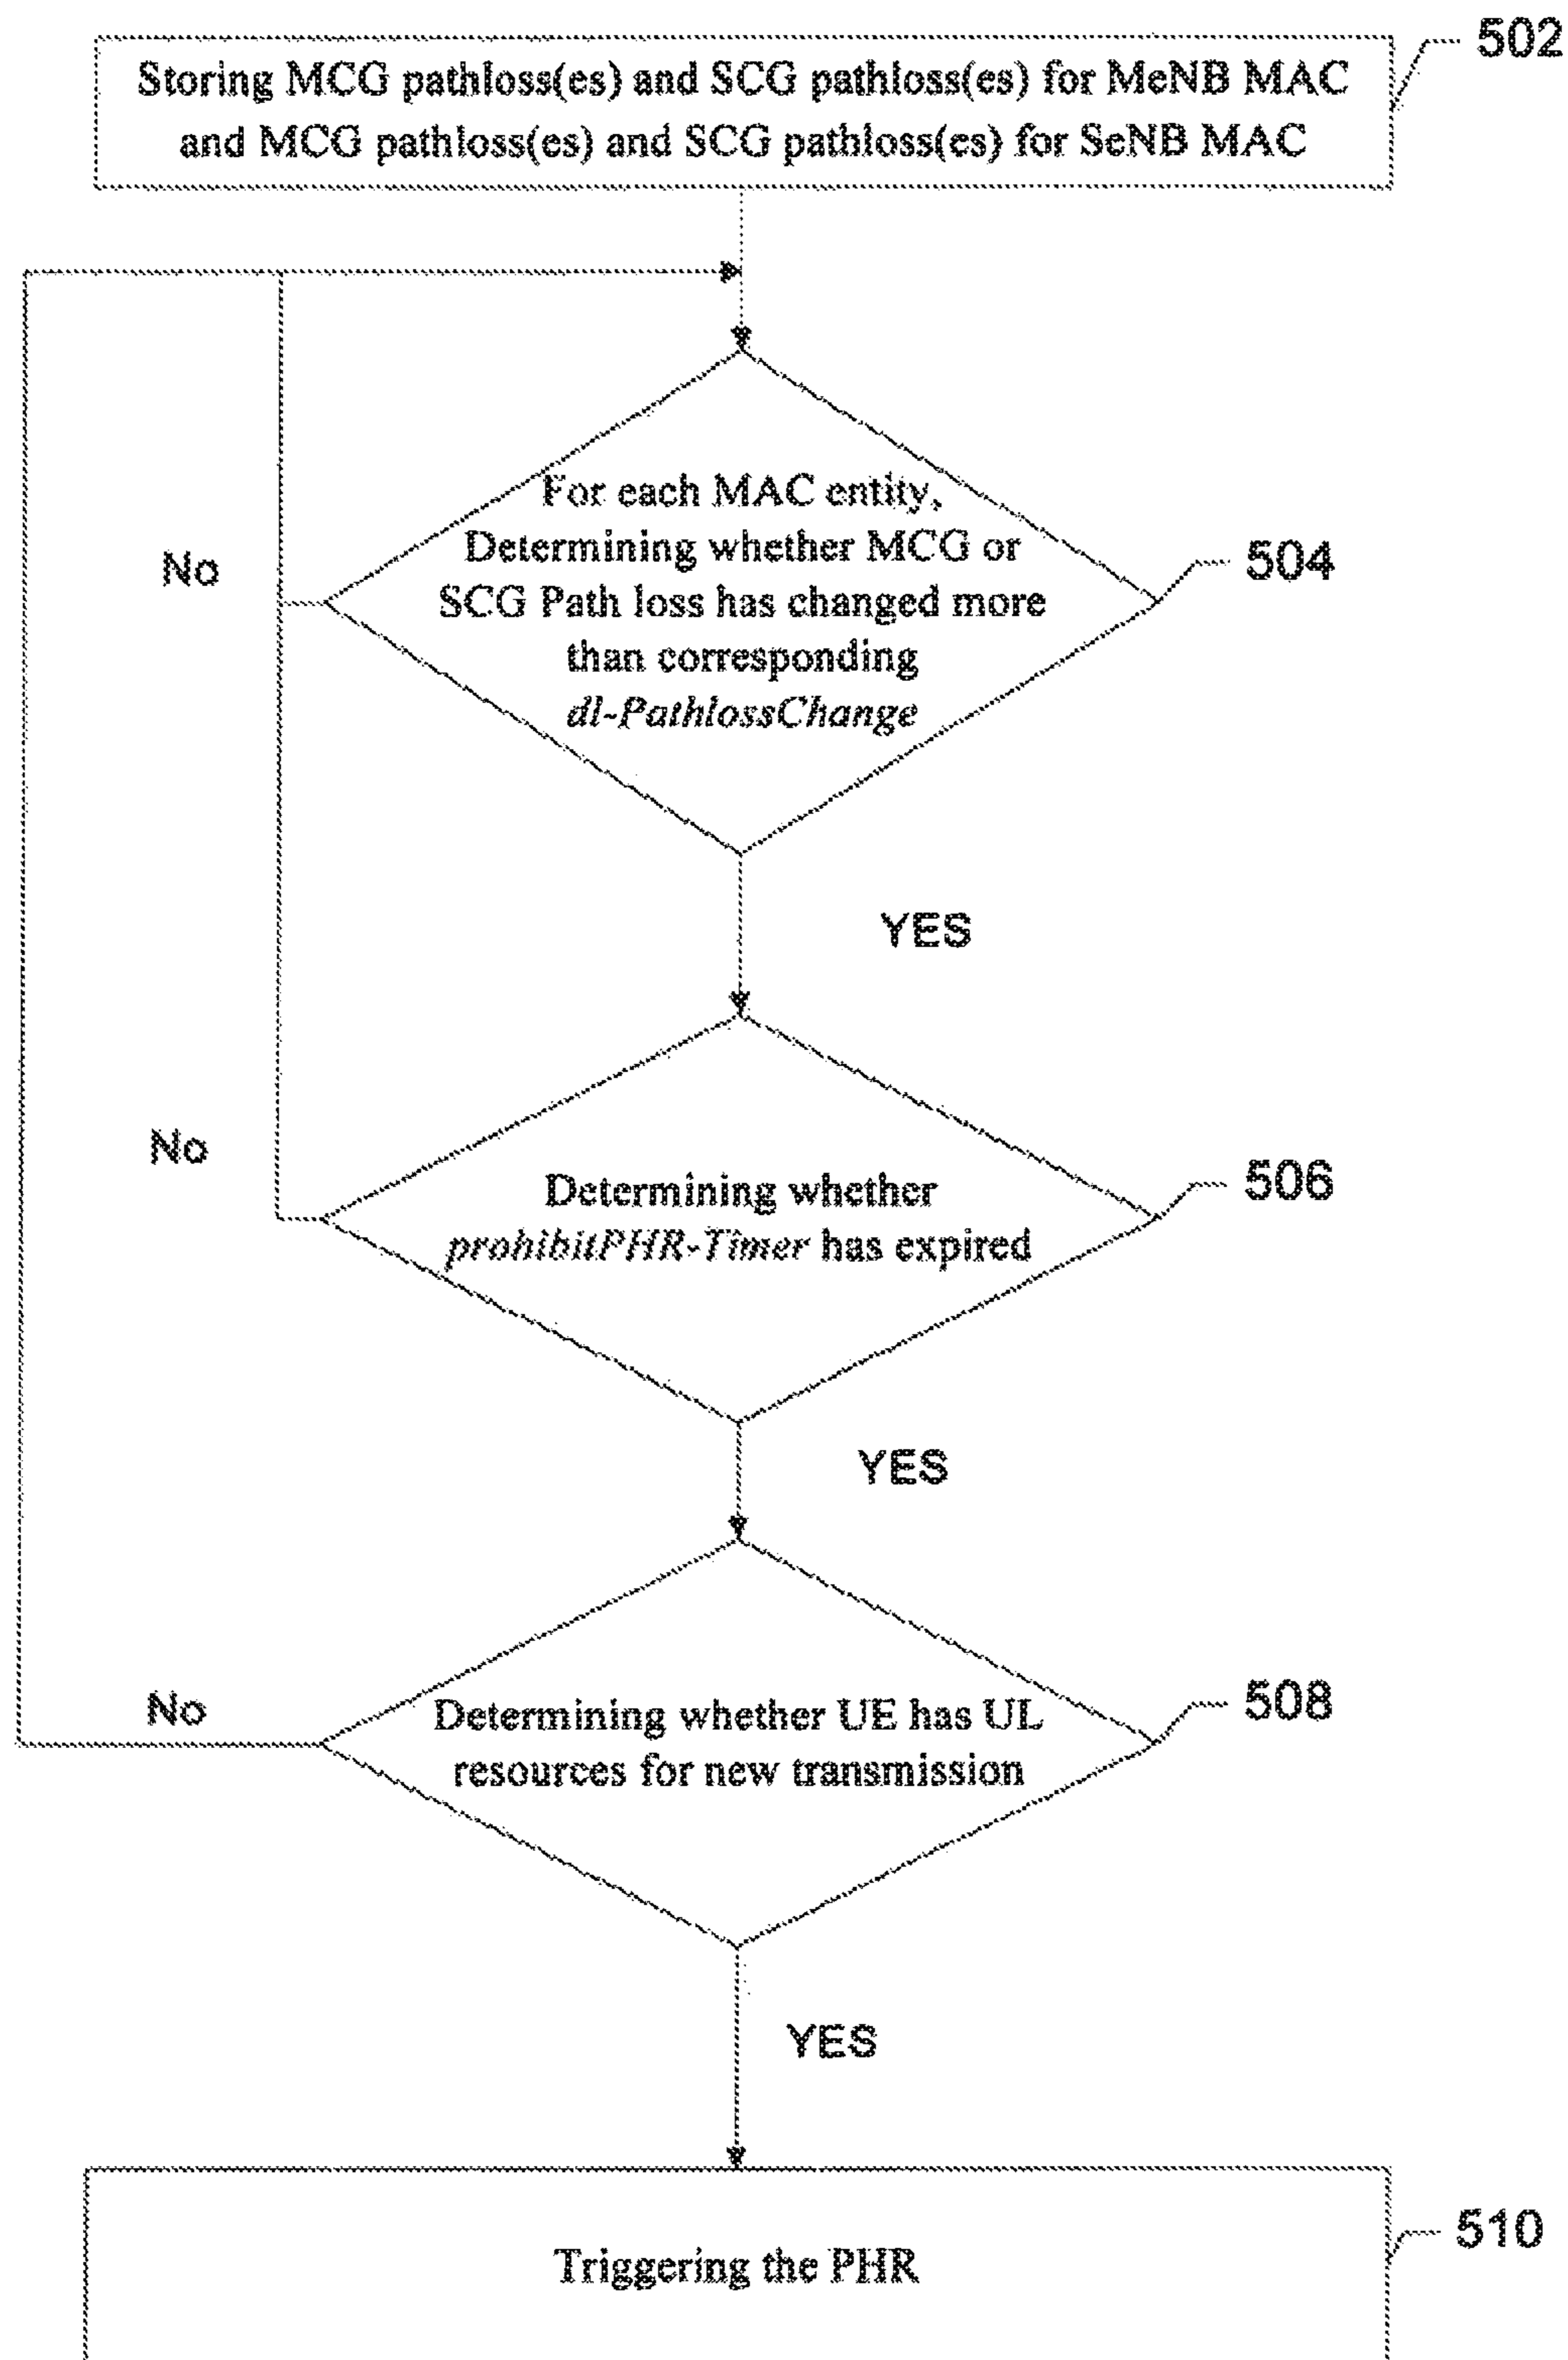 502
Storing MCG pathloss(es) and SCG pathloss(es) for MeNB MAC
and MCG pathloss(es) and SCG pathloss(es) for SeNB MAC
For each MAC entity,
Determining whether MCG or
SCG Path loss has changed more
than corresponding
dl-PathlossChange
No
504
YES
No
Determining whether
prohibitPHR-Timer has expired
506
YES
No
Determining whether UE has UL
resources for new transmission
508
YES
Triggering the PHR
510